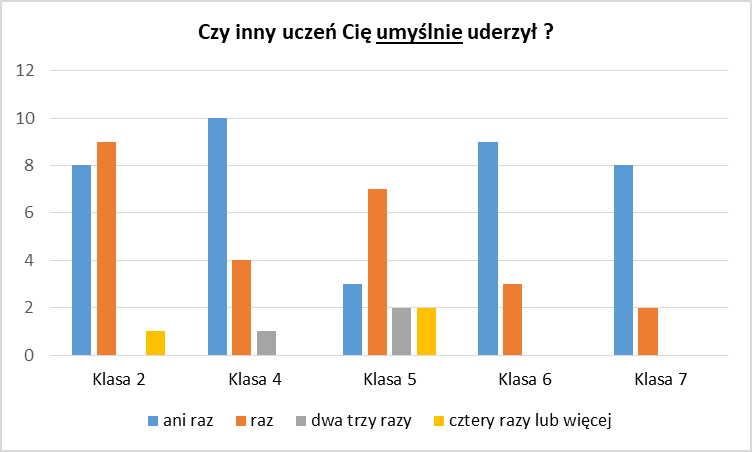 Czy inny uczeń Cię umyślnie uderzył ?
12
10
8
6
4
2
0
Klasa 2 Klasa 4 Klasa 5 Klasa 6 Klasa 7
ani raz raz dwa trzy razy cztery razy lub więcej